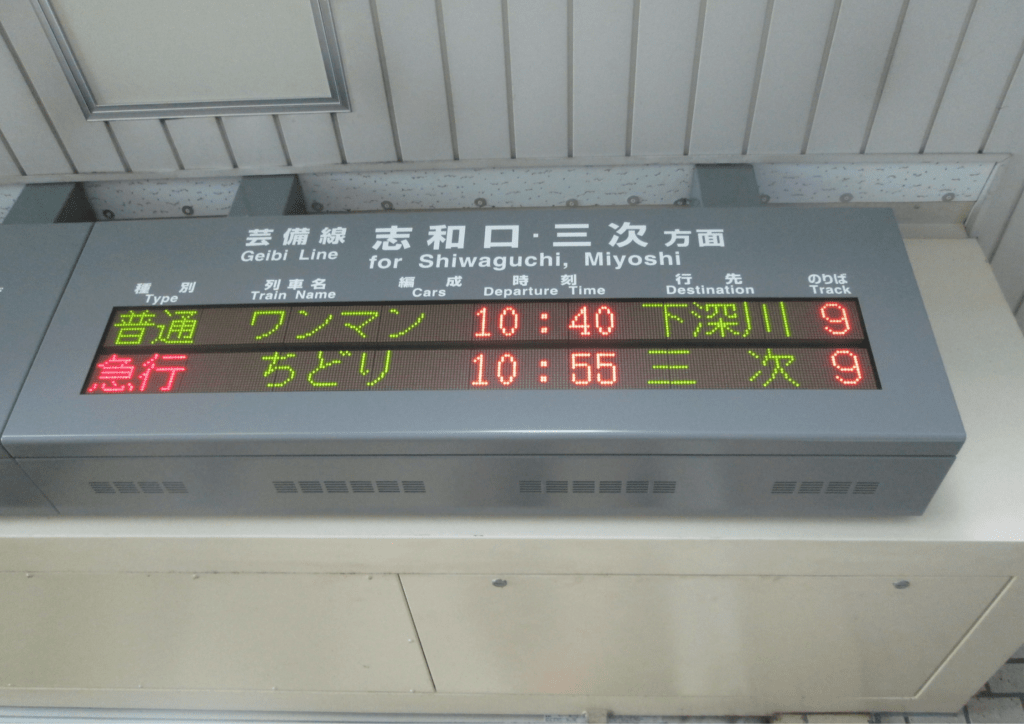 芸備線 志和口・三次方面
Geibi Line for Shiwaguchi, Miyoshi
種別 列車名 編成 時刻 行先 のりば
Type Train Name Cars Departure Time Destination Track
普通 ワンマン 10:40 下深川 9
急行 ちどり 10:55 三次 9